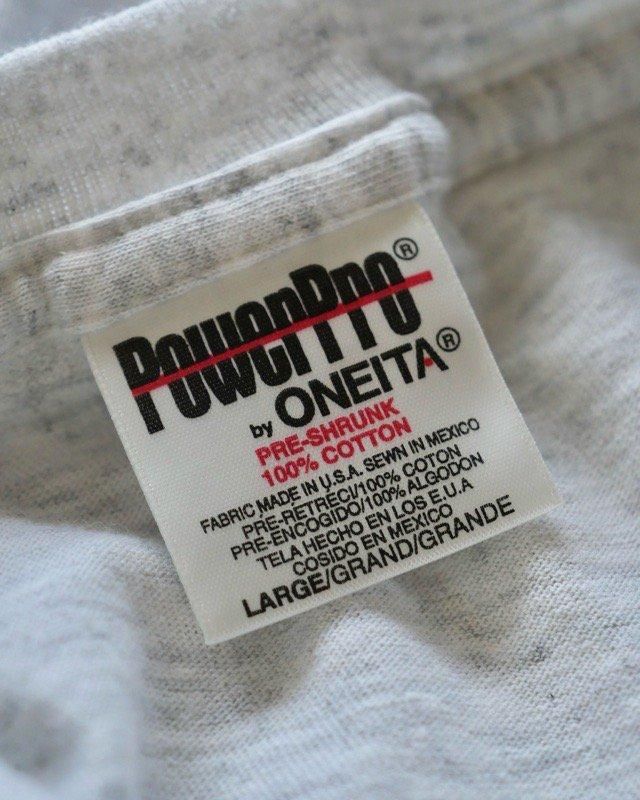 PowerPro®
by ONEITA®
PRE-SHRUNK
100% COTTON
FABRIC MADE IN U.S.A. SEWN IN MEXICO
PRE-RETRECI/100% COTON
PRE-ENCOGIDO/100% ALGODON
TELA HECHO EN LOS E.U.A
COSIDO EN MEXICO
LARGE/GRAND/GRANDE